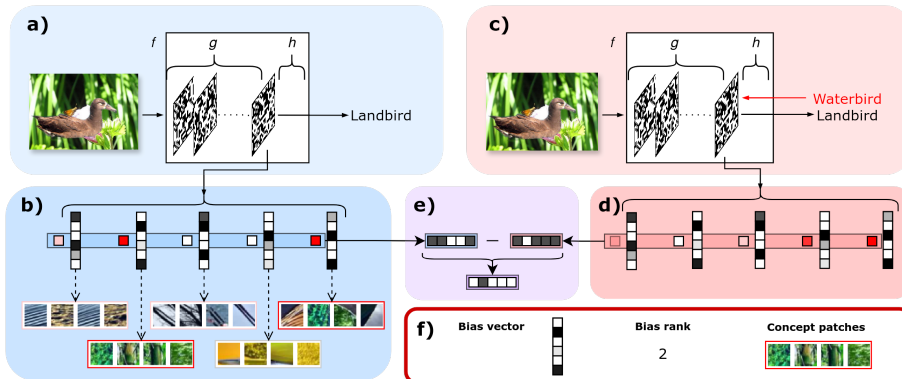 a)
f
g
h
Landbird
c)
f
g
h
Waterbird
Landbird
b)
e)
d)
f)
Bias vector
Bias rank
Concept patches
2